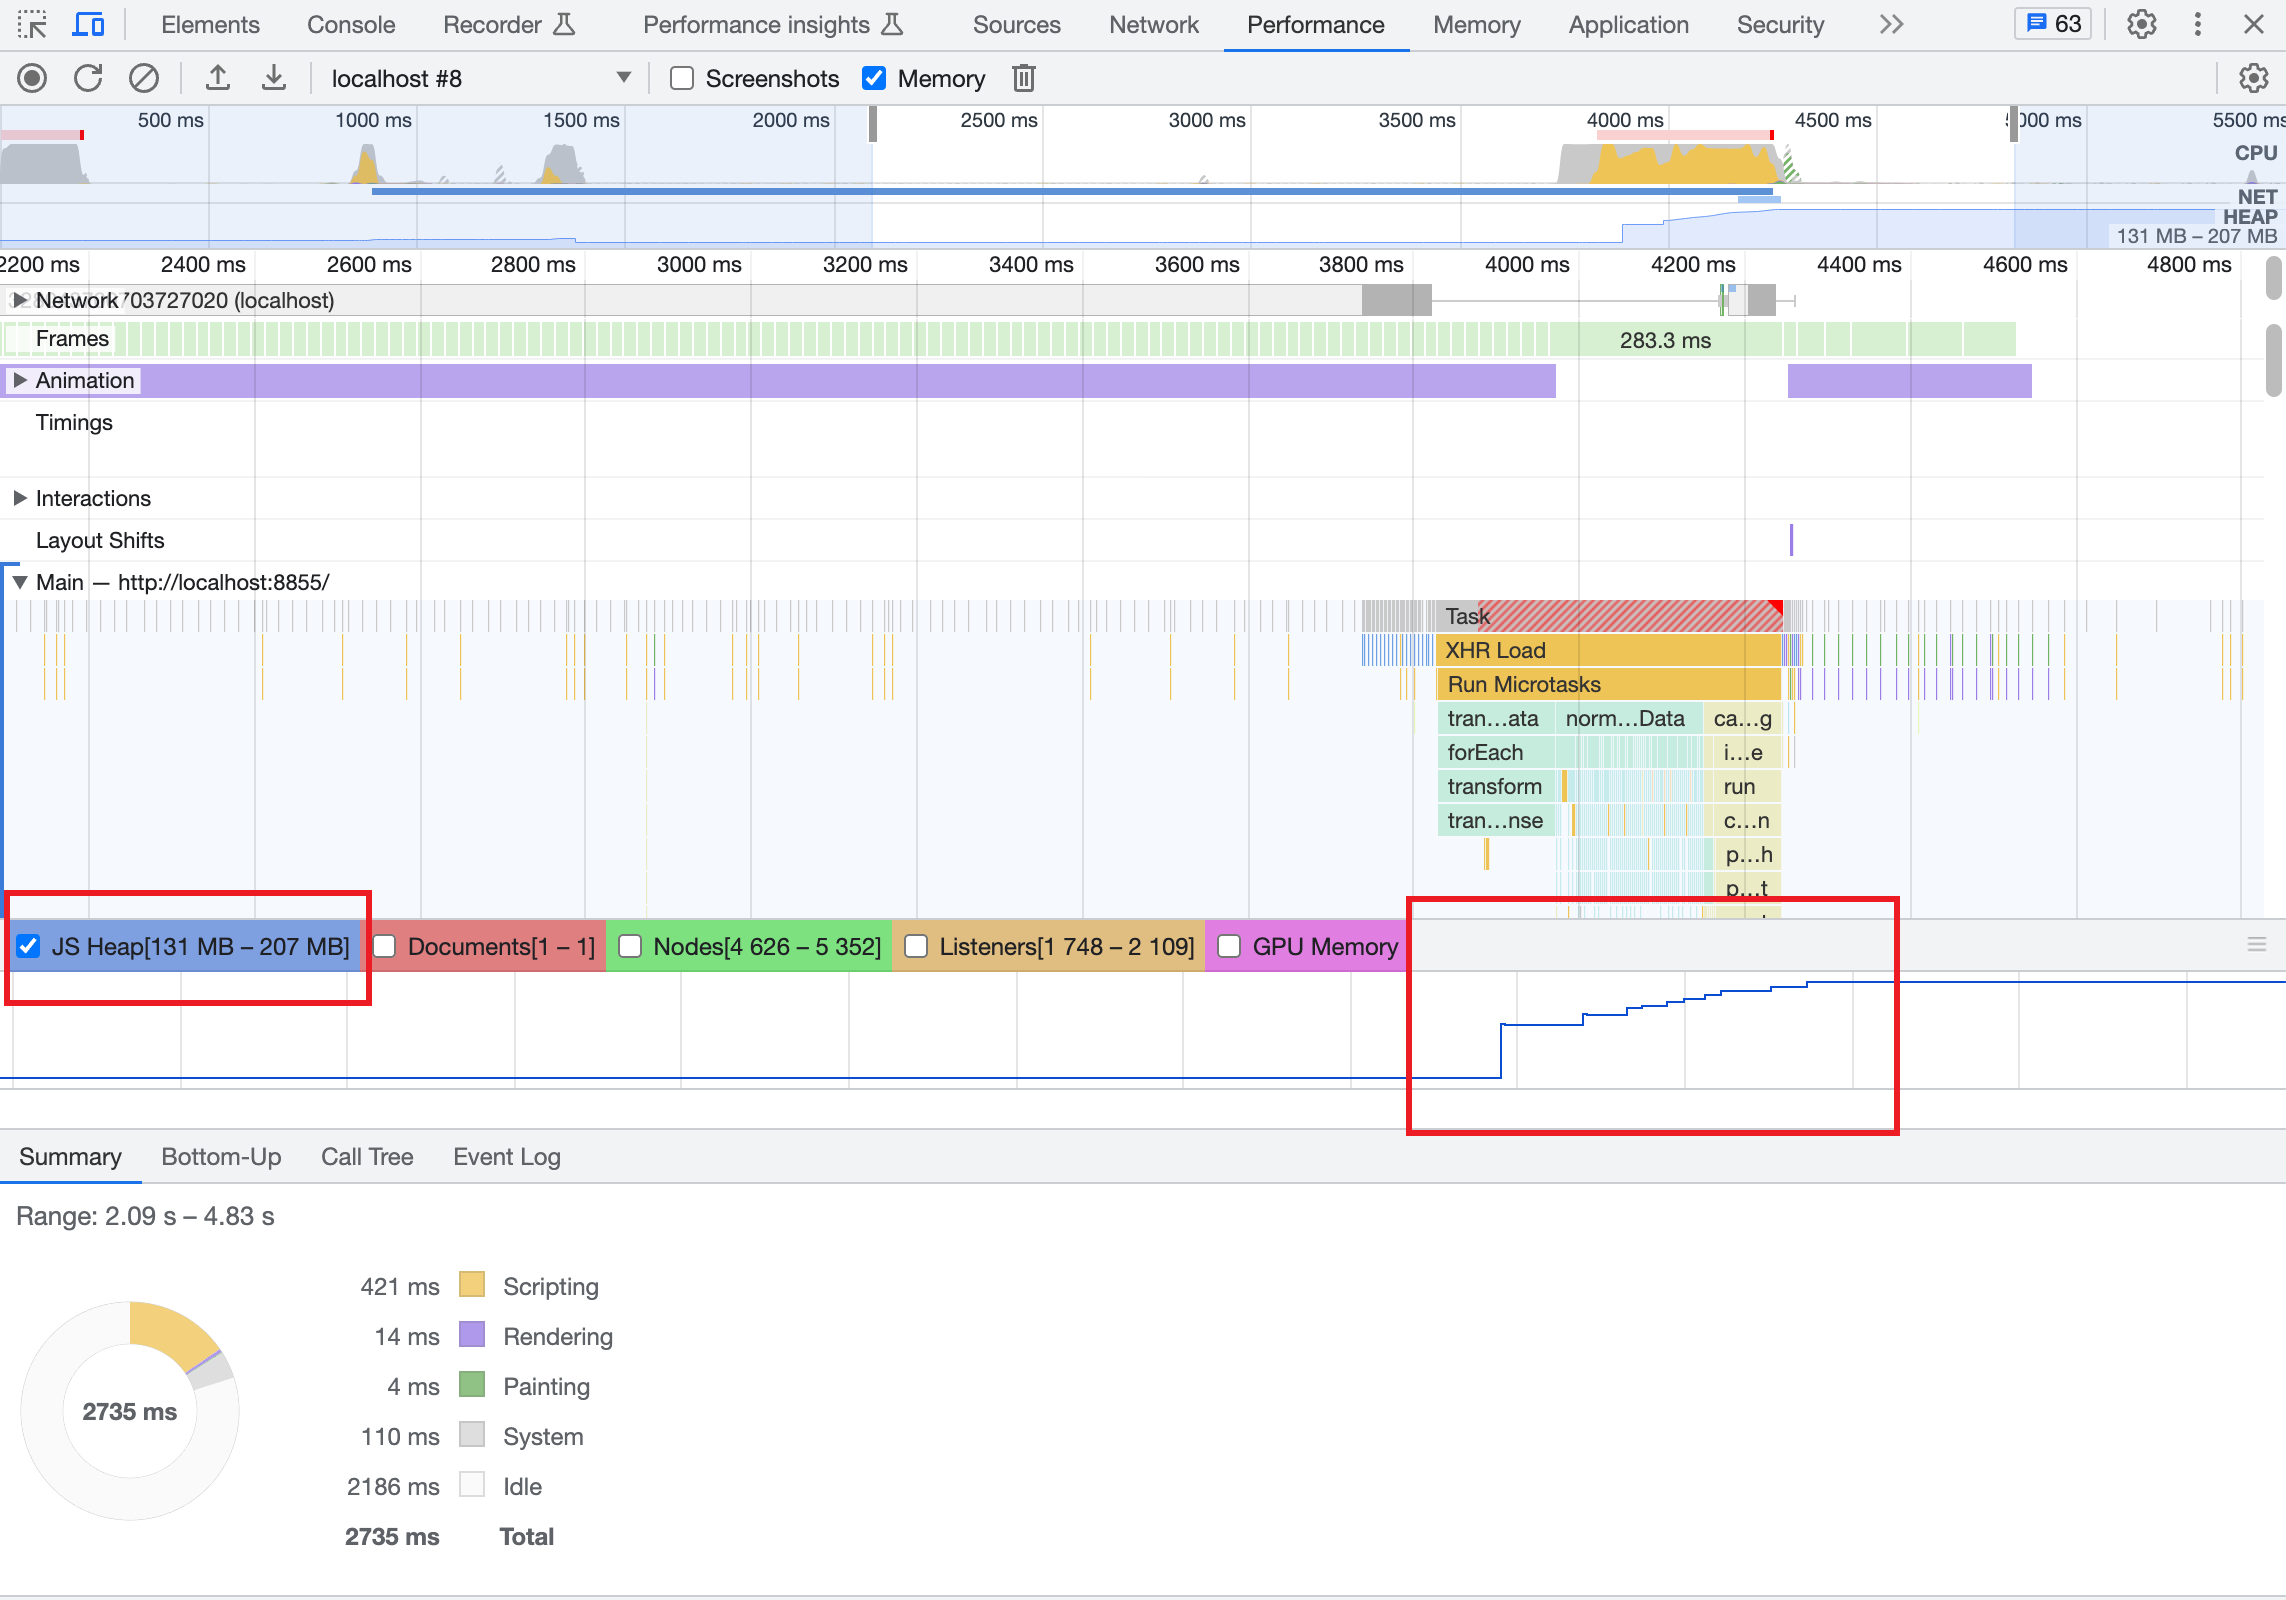 Elements Console Recorder Performance insights Sources Network Performance Memory Application Security 63
localhost #8 Screenshots Memory
500 ms 1000 ms 1500 ms 2000 ms 2500 ms 3000 ms 3500 ms 4000 ms 4500 ms 5000 ms 5500 ms
CPU
NET
HEAP
131 MB – 207 MB
2200 ms 2400 ms 2600 ms 2800 ms 3000 ms 3200 ms 3400 ms 3600 ms 3800 ms 4000 ms 4200 ms 4400 ms 4600 ms 4800 ms
Network 703727020 (localhost)
Frames 283.3 ms
Animation
Timings
Interactions
Layout Shifts
Main — http://localhost:8855/
Task
XHR Load
Run Microtasks
tran…ata norm…Data ca…g
forEach i…e
transform run
tran…nse c…n
p…h
p…t
JS Heap[131 MB – 207 MB] Documents[1 – 1] Nodes[4 626 – 5 352] Listeners[1 748 – 2 109] GPU Memory
Summary Bottom-Up Call Tree Event Log
Range: 2.09 s – 4.83 s
421 ms Scripting
14 ms Rendering
4 ms Painting
2735 ms
110 ms System
2186 ms Idle
2735 ms Total